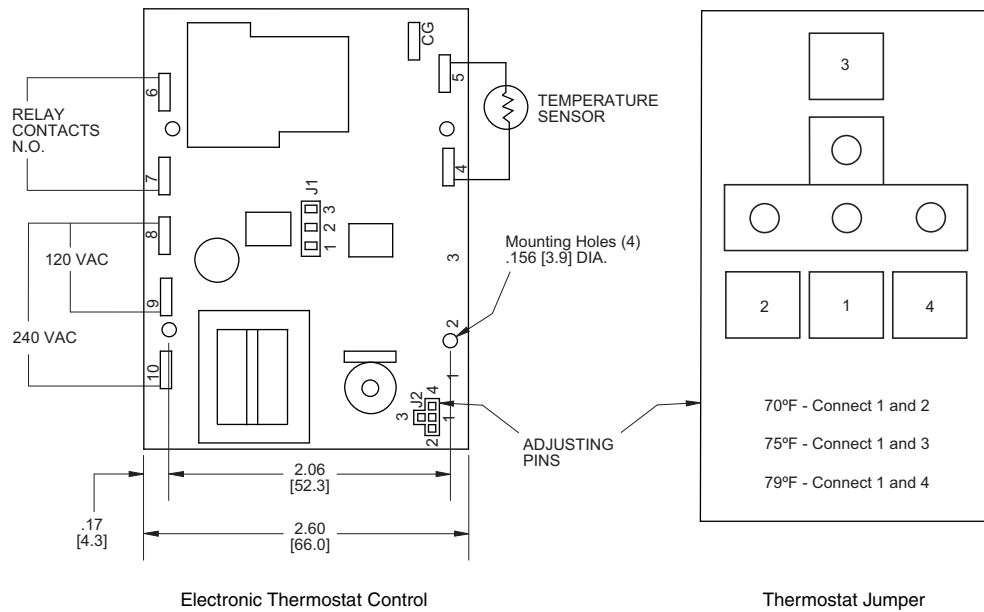 CG
6
5
RELAY
CONTACTS
N.O.
TEMPERATURE
SENSOR
7
4
J1
3
2
1
8
120 VAC
9
240 VAC
10
3
2
1
Mounting Holes (4)
.156 [3.9] DIA.
J2
4
3
1
2
ADJUSTING
PINS
2.06
[52.3]
.17
[4.3]
2.60
[66.0]
Electronic Thermostat Control
3
2
1
4
70ºF - Connect 1 and 2
75ºF - Connect 1 and 3
79ºF - Connect 1 and 4
Thermostat Jumper